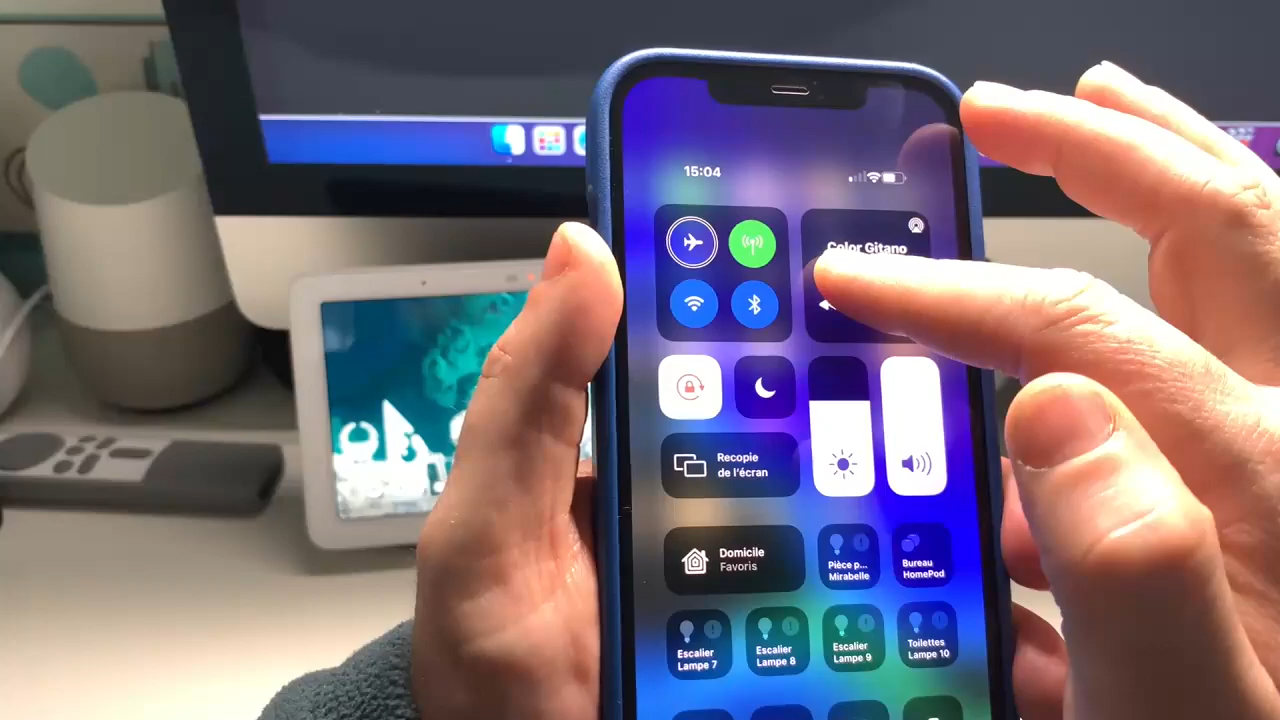 15:04
Color Gitano
Recopie
de l'écran
Domicile
Favoris
Pièce p...
Mirabelle
Bureau
HomePod
Escalier
Lampe 7
Escalier
Lampe 8
Escalier
Lampe 9
Toilettes
Lampe 10